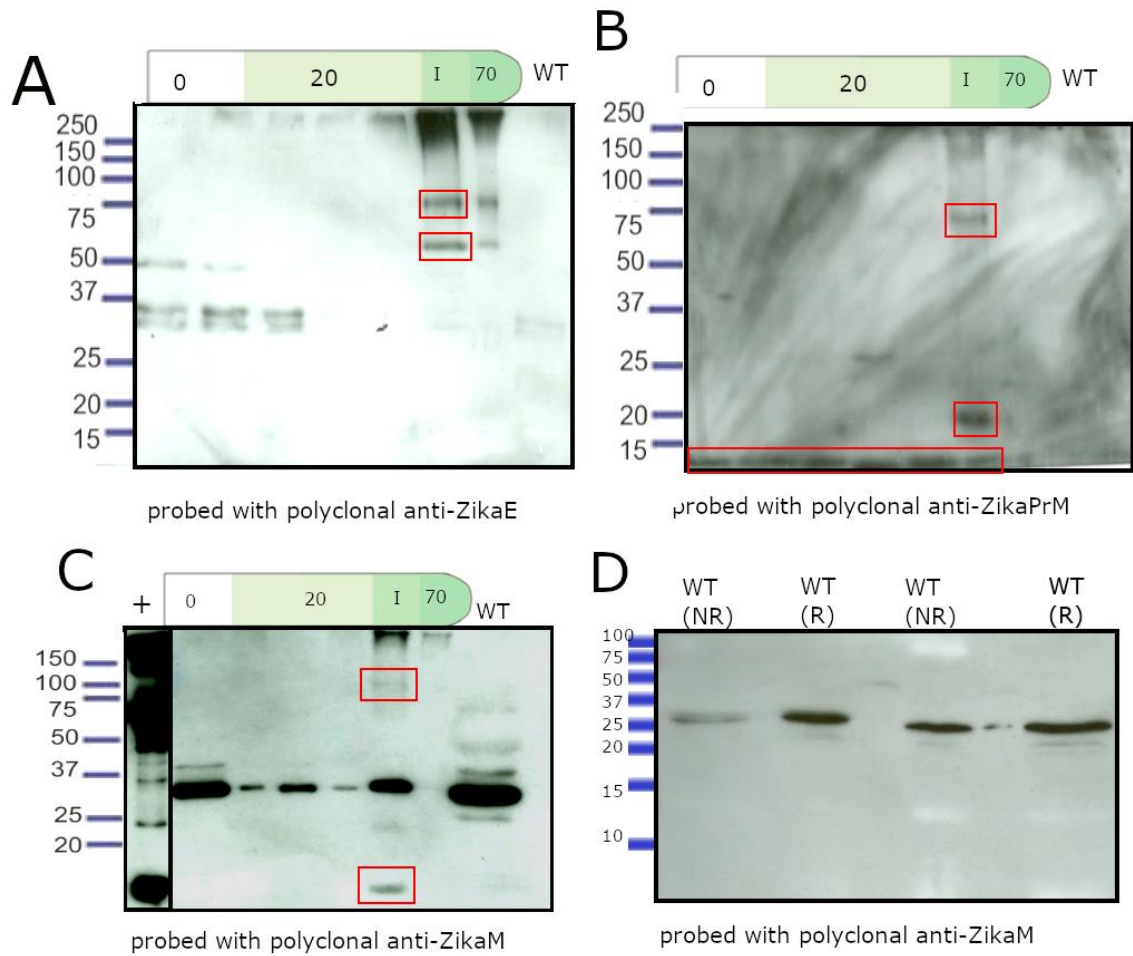 A
0 20 I 70 WT
250
150
100
75
50
37
25
20
15
probed with polyclonal anti-ZikaE
B
0 20 I 70 WT
250
150
100
75
50
37
25
20
15
probed with polyclonal anti-ZikaPrM
C
+ 0 20 I 70 WT
150
100
75
50
37
25
20
probed with polyclonal anti-ZikaM
D
WT WT WT WT
(NR) (R) (NR) (R)
100
75
50
37
25
20
15
10
probed with polyclonal anti-ZikaM